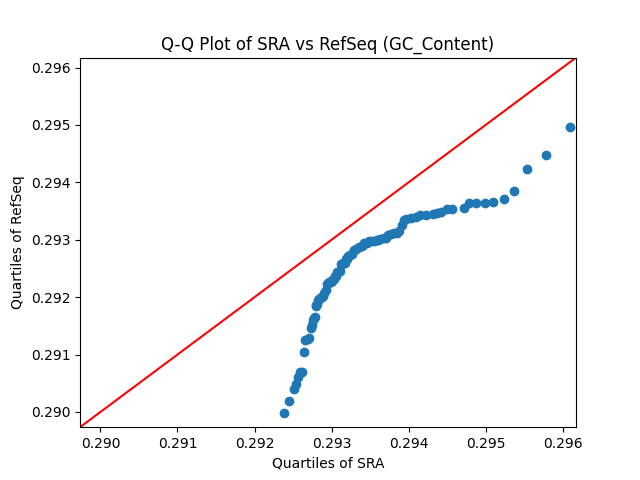 Q-Q Plot of SRA vs RefSeq (GC_Content)
0.296
0.295
0.294
0.293
0.292
0.291
0.290
Quartiles of RefSeq
0.290 0.291 0.292 0.293 0.294 0.295 0.296
Quartiles of SRA